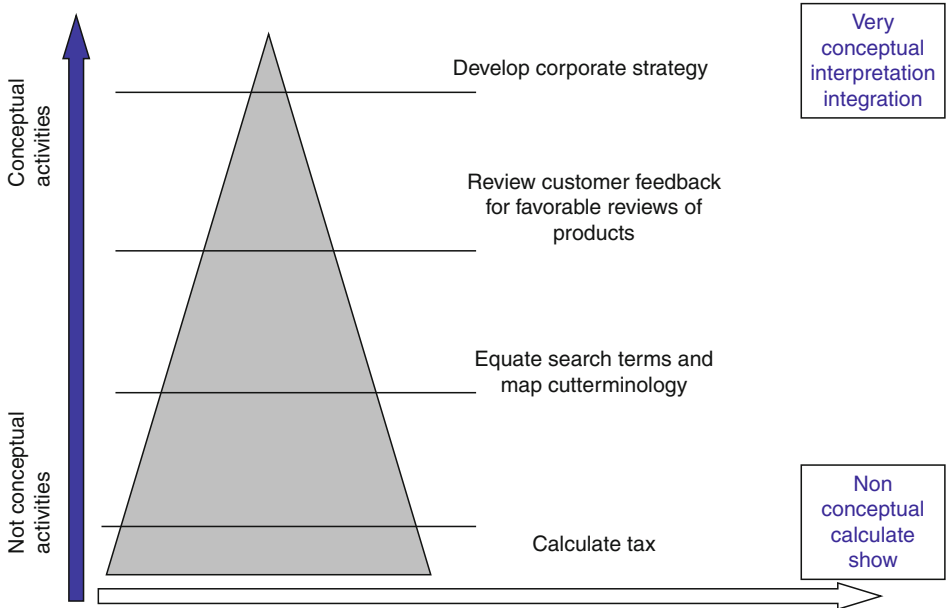 Develop corporate strategy
Very
conceptual
interpretation
integration
Conceptual
activities
Review customer feedback
for favorable reviews of
products
Equate search terms and
map cutterminology
Not conceptual
activities
Calculate tax
Non
conceptual
calculate
show